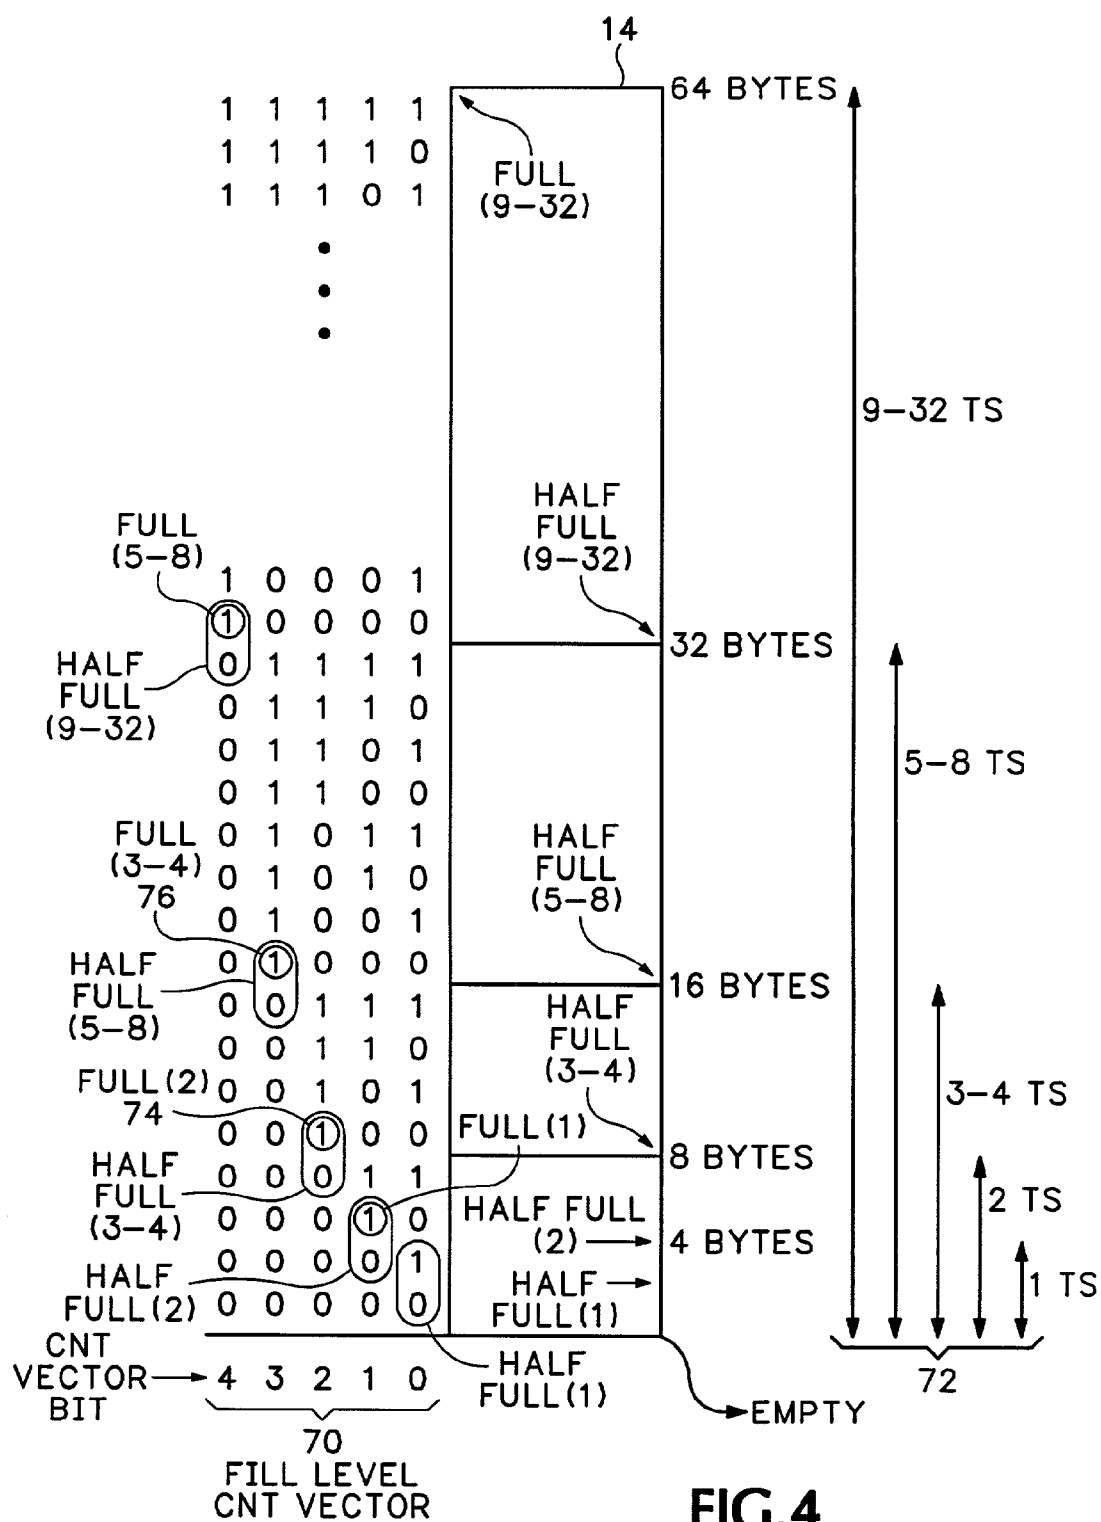 14
64 BYTES
1 1 1 1 1
1 1 1 1 0
1 1 1 0 1
FULL
(9-32)
9-32 TS
HALF
FULL
(9-32)
FULL
(5-8)
1 0 0 0 1
1 0 0 0 0
32 BYTES
HALF
FULL
(9-32)
0 1 1 1 1
0 1 1 1 0
0 1 1 0 1
0 1 1 0 0
5-8 TS
FULL
(3-4)
76
0 1 0 1 1
0 1 0 1 0
0 1 0 0 1
0 1 0 0 0
HALF
FULL
(5-8)
16 BYTES
HALF
FULL
(5-8)
0 0 1 1 1
0 0 1 1 0
0 0 1 0 1
0 0 1 0 0
HALF
FULL
(3-4)
3-4 TS
FULL(2)
74
FULL(1)
8 BYTES
HALF
FULL
(3-4)
0 0 0 1 1
0 0 0 1 0
0 0 0 0 1
0 0 0 0 0
HALF FULL
(2)
4 BYTES
2 TS
HALF
FULL(2)
HALF
FULL(1)
1 TS
CNT
VECTOR
BIT
4 3 2 1 0
HALF
FULL(1)
72
EMPTY
70
FILL LEVEL
CNT VECTOR
FIG.4